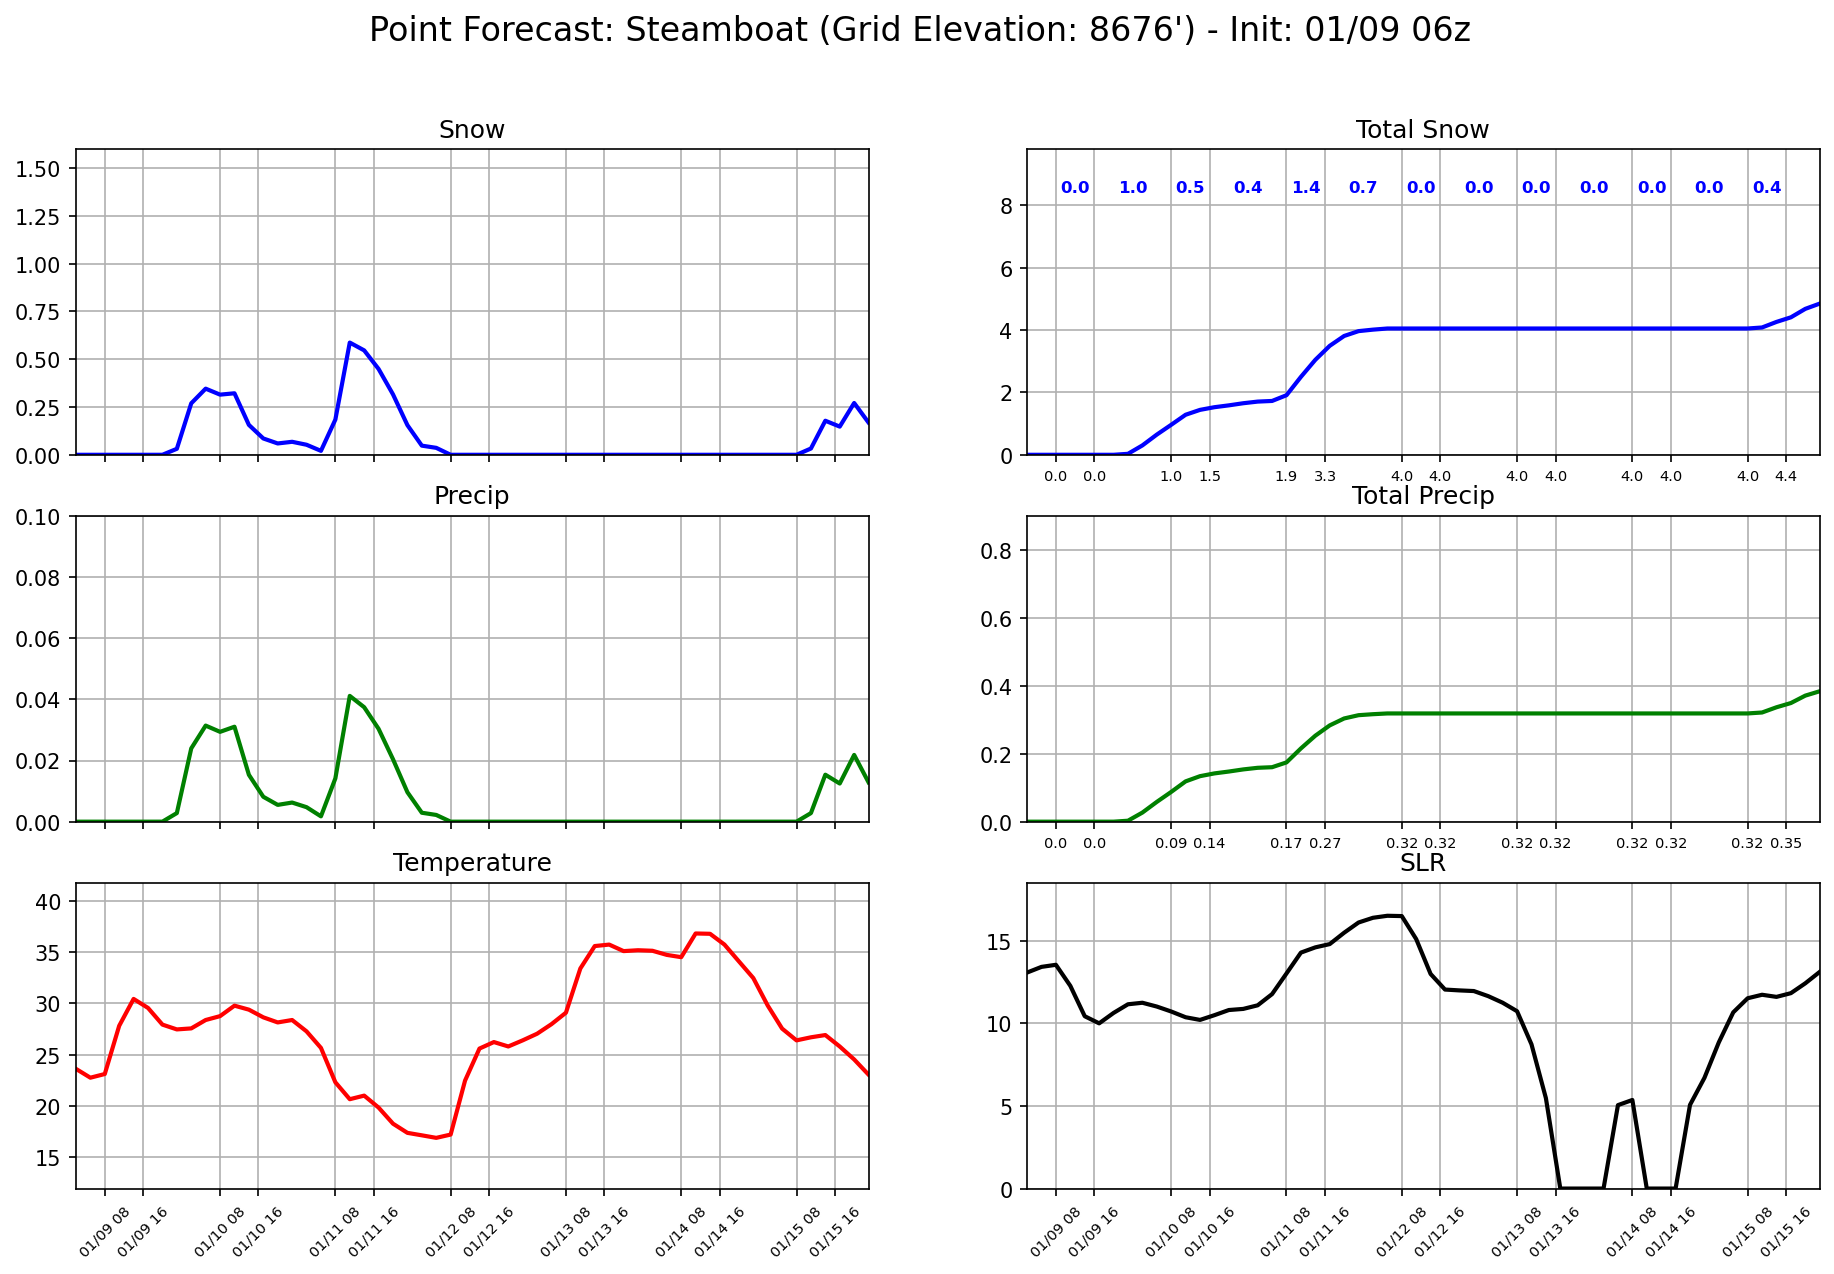 Point Forecast: Steamboat (Grid Elevation: 8676') - Init: 01/09 06z
Snow
1.50
1.25
1.00
0.75
0.50
0.25
0.00
Total Snow
0.0 1.0 0.5 0.4 1.4 0.7 0.0 0.0 0.0 0.0 0.0 0.0 0.4
8
6
4
2
0
0.0 0.0 1.0 1.5 1.9 3.3 4.0 4.0 4.0 4.0 4.0 4.0 4.0 4.4
Precip
0.10
0.08
0.06
0.04
0.02
0.00
Total Precip
0.8
0.6
0.4
0.2
0.0
0.0 0.0 0.09 0.14 0.17 0.27 0.32 0.32 0.32 0.32 0.32 0.32 0.32 0.35
Temperature
40
35
30
25
20
15
01/09 08 01/09 16 01/10 08 01/10 16 01/11 08 01/11 16 01/12 08 01/12 16 01/13 08 01/13 16 01/14 08 01/14 16 01/15 08 01/15 16
SLR
15
10
5
0
01/09 08 01/09 16 01/10 08 01/10 16 01/11 08 01/11 16 01/12 08 01/12 16 01/13 08 01/13 16 01/14 08 01/14 16 01/15 08 01/15 16